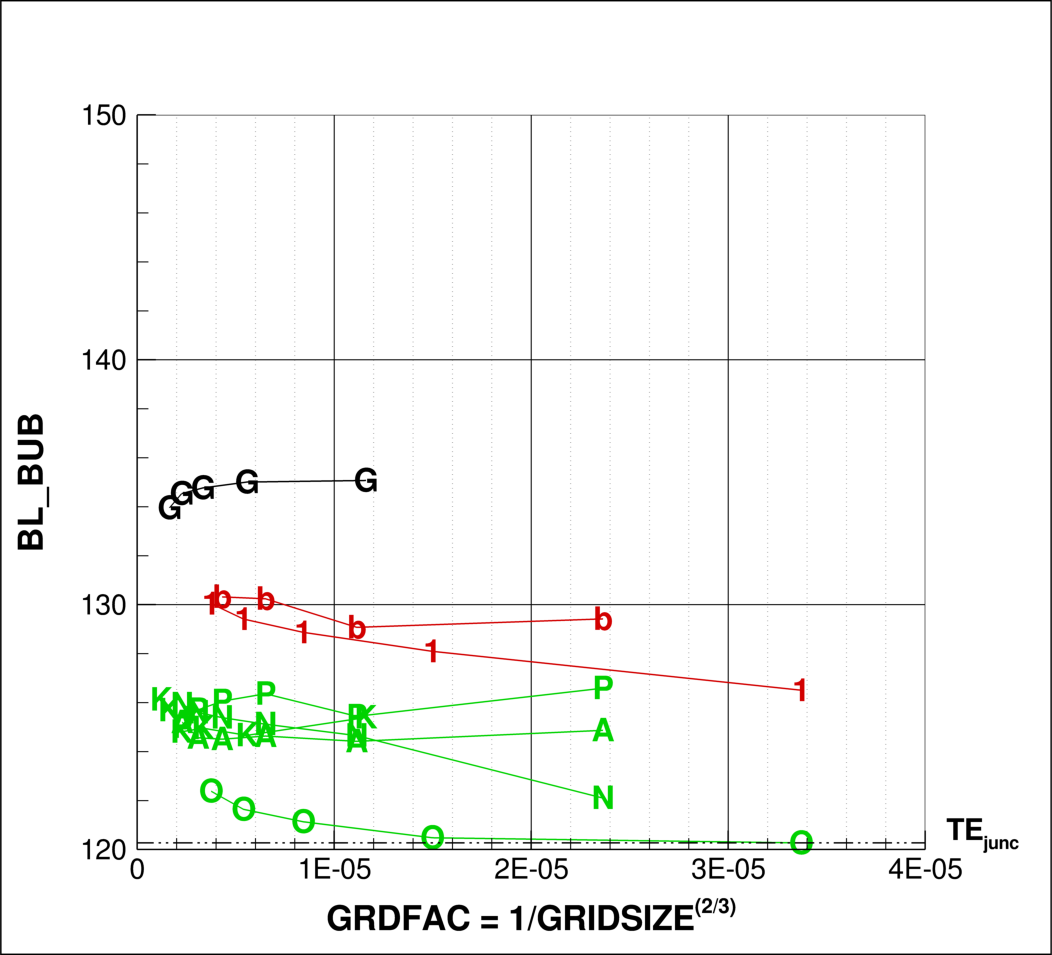 150
140
130
120
BL_BUB
G G G G G
1 b b b b
1 1 1 1
K N P P P P
K N N N
K A A K A A K A
O O O O O
TEjunc
0 1E-05 2E-05 3E-05 4E-05
GRDFAC = 1/GRIDSIZE(2/3)